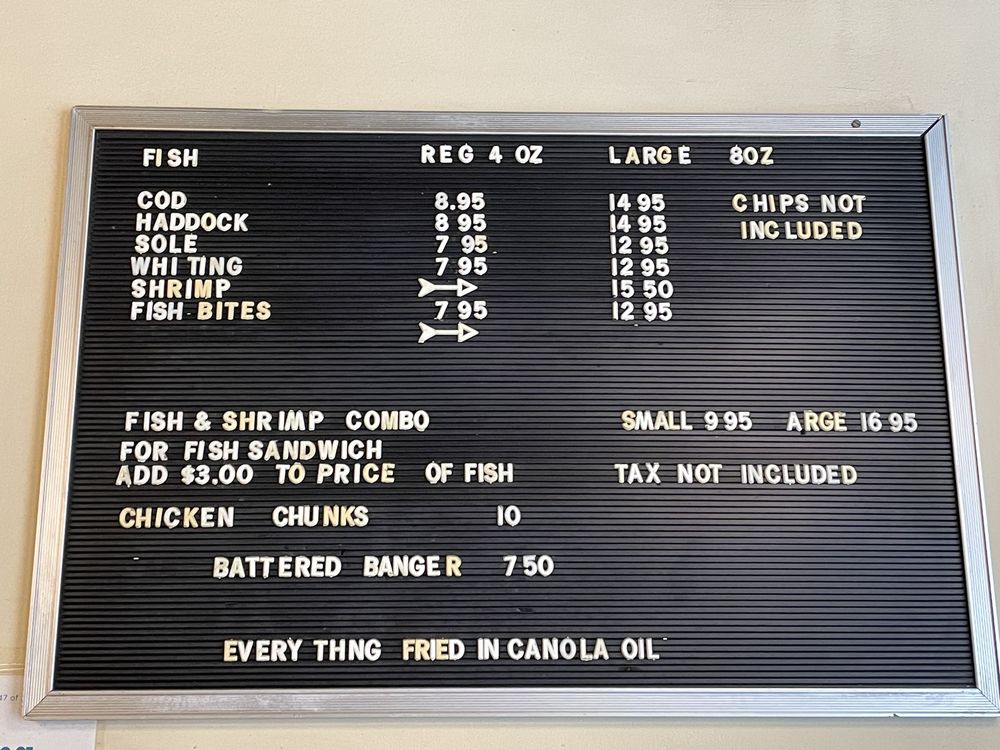 FISH REG 4 OZ LARGE 8OZ
COD 8.95 14 95 CHIPS NOT
HADDOCK 8 95 14 95 INCLUDED
SOLE 7 95 12 95
WHITING 7 95 12 95
SHRIMP 15 50
FISH-BITES 7 95 12 95
FISH & SHRIMP COMBO SMALL 9 95 ARGE 16 95
FOR FISH SANDWICH
ADD $3.00 TO PRICE OF FISH TAX NOT INCLUDED
CHICKEN CHUNKS 10
BATTERED BANGER 7 50
EVERY THNG FRIED IN CANOLA OIL
47 of